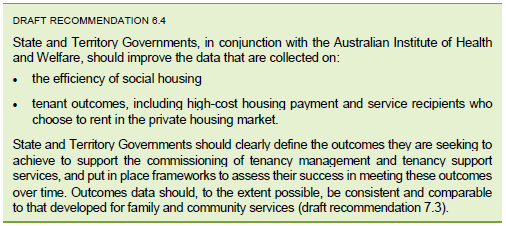 DRAFT RECOMMENDATION 6.4
State and Territory Governments, in conjunction with the Australian Institute of Health
and Welfare, should improve the data that are collected on:
• the efficiency of social housing
• tenant outcomes, including high-cost housing payment and service recipients who
choose to rent in the private housing market.
State and Territory Governments should clearly define the outcomes they are seeking to
achieve to support the commissioning of tenancy management and tenancy support
services, and put in place frameworks to assess their success in meeting these outcomes
over time. Outcomes data should, to the extent possible, be consistent and comparable
to that developed for family and community services (draft recommendation 7.3).